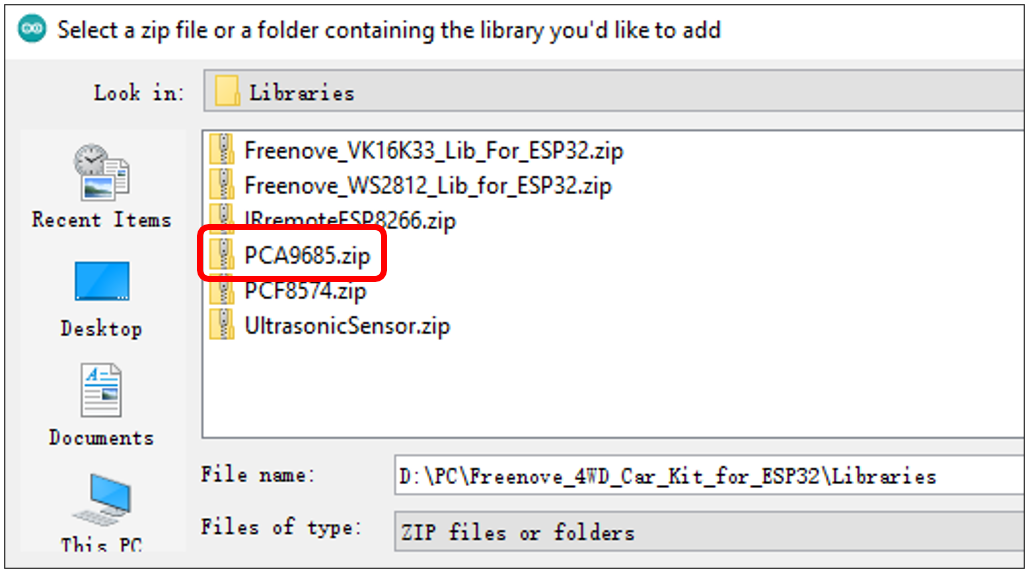 Select a zip file or a folder containing the library you'd like to add
Look in:
Libraries
Recent Items
Desktop
Documents
This PC
Freenove_VK16K33_Lib_For_ESP32.zip
Freenove_WS2812_Lib_for_ESP32.zip
IRremoteESP8266.zip
PCA9685.zip
PCF8574.zip
UltrasonicSensor.zip
File name:
D:\PC\Freenove_4WD_Car_Kit_for_ESP32\Libraries
Files of type:
ZIP files or folders